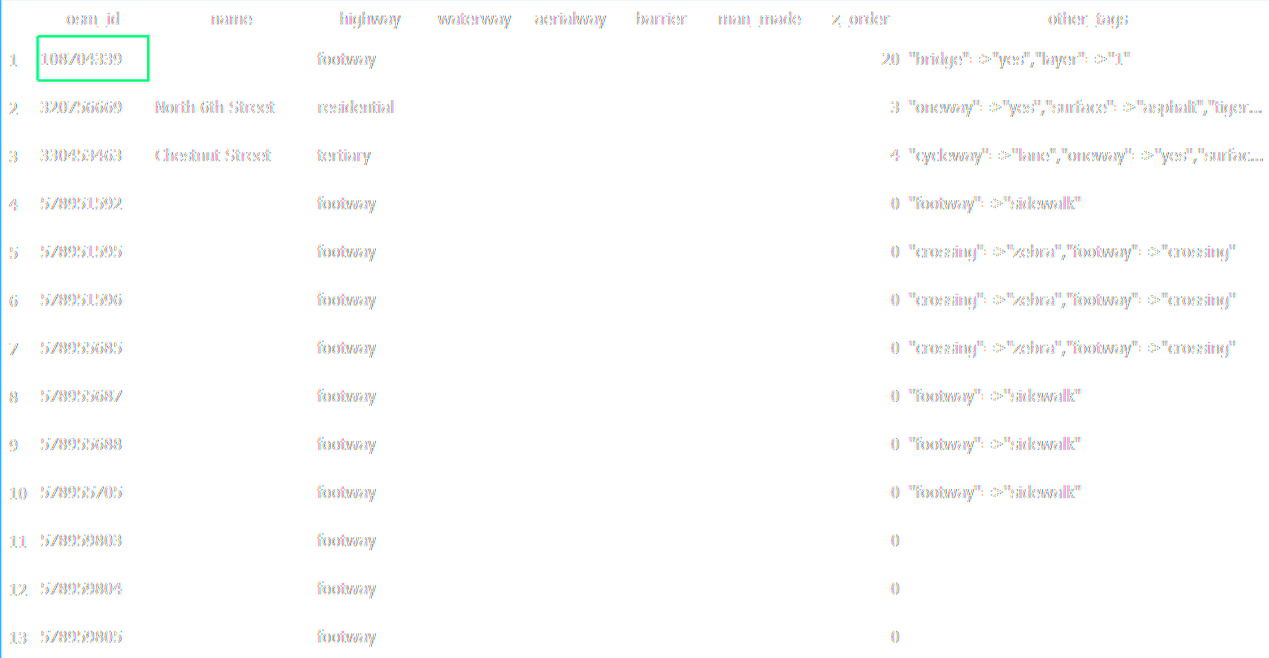 osm_id name highway waterway aerialway barrier man_made z_order other_tags
1 108704339 footway 20 "bridge"=>"yes","layer"=>"1"
2 320756669 North 6th Street residential 3 "oneway"=>"yes","surface"=>"asphalt","tiger...
3 330453463 Chestnut Street tertiary 4 "cycleway"=>"lane","oneway"=>"yes","surfac...
4 578951592 footway 0 "footway"=>"sidewalk"
5 578951595 footway 0 "crossing"=>"zebra","footway"=>"crossing"
6 578951596 footway 0 "crossing"=>"zebra","footway"=>"crossing"
7 578955685 footway 0 "crossing"=>"zebra","footway"=>"crossing"
8 578955687 footway 0 "footway"=>"sidewalk"
9 578955688 footway 0 "footway"=>"sidewalk"
10 578955705 footway 0 "footway"=>"sidewalk"
11 578959803 footway 0
12 578959804 footway 0
13 578959805 footway 0